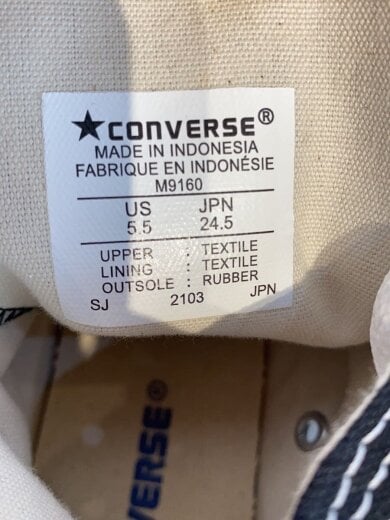 ★CONVERSE®
MADE IN INDONESIA
FABRIQUE EN INDONÉSIE
M9160
US JPN
5.5 24.5
UPPER : TEXTILE
LINING : TEXTILE
OUTSOLE : RUBBER
SJ 2103 JPN
VERSE®